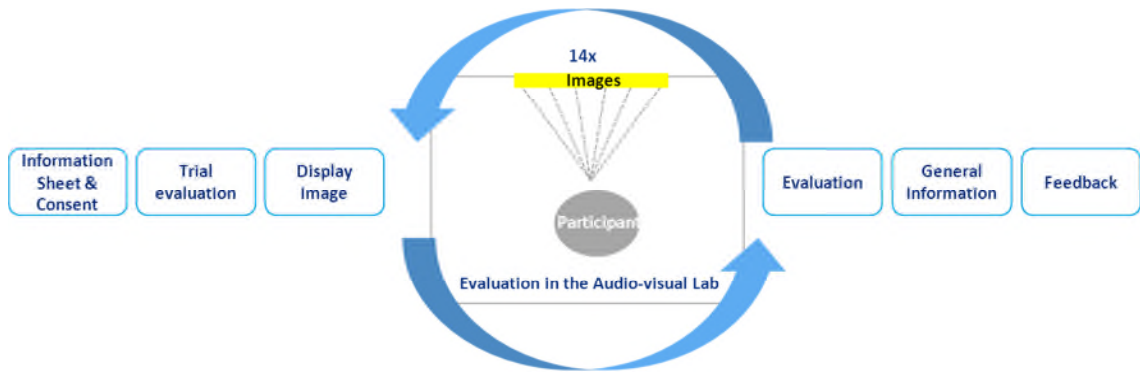 14x
Images
Information
Sheet &
Consent
Trial
evaluation
Display
image
Participant
Evaluation in the Audio-visual Lab
Evaluation
General
Information
Feedback